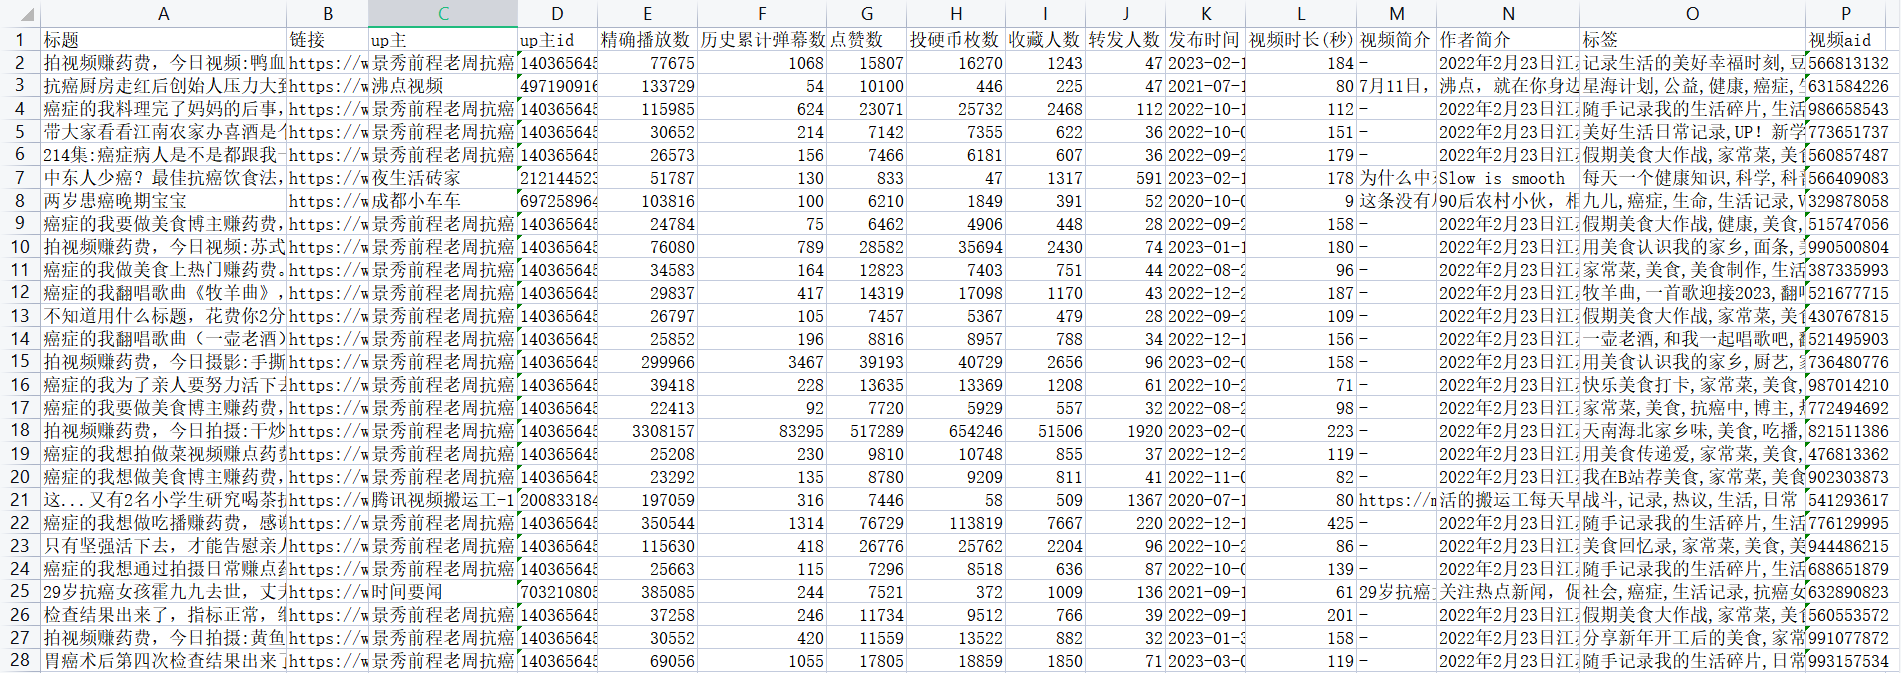 A B C D E F G H I J K L M N O P
1 标题 链接 up主 up主id 精确播放数 历史累计弹幕数 点赞数 投硬币枚数 收藏人数 转发人数 发布时间 视频时长(秒) 视频简介 作者简介 标签 视频aid
2 拍视频赚药费，今日视频:鸭血 https://w 景秀前程老周抗癌 140365645 77675 1068 15807 16270 1243 47 2023-02-1 184 - 2022年2月23日江 记录生活的美好幸福时刻,豆 566813132
3 抗癌厨房走红后创始人压力大到 https://w 沸点视频 497190916 133729 54 10100 446 225 47 2021-07-1 80 7月11日， 沸点，就在你身边 星海计划,公益,健康,癌症,生 631584226
4 癌症的我料理完了妈妈的后事， https://w 景秀前程老周抗癌 140365645 115985 624 23071 25732 2468 112 2022-10-1 112 - 2022年2月23日江 随手记录我的生活碎片,生活 986658543
5 带大家看看江南农家办喜酒是个 https://w 景秀前程老周抗癌 140365645 30652 214 7142 7355 622 36 2022-10-0 151 - 2022年2月23日江 美好生活日常记录,UP！新学 773651737
6 214集:癌症病人是不是都跟我一 https://w 景秀前程老周抗癌 140365645 26573 156 7466 6181 607 36 2022-09-2 179 - 2022年2月23日江 假期美食大作战,家常菜,美食 560857487
7 中东人少癌？最佳抗癌饮食法， https://w 夜生活砖家 212144523 51787 130 833 47 1317 591 2023-02-1 178 为什么中东 Slow is smooth 每天一个健康知识,科学,科普 566409083
8 两岁患癌晚期宝宝 https://w 成都小车车 697258964 103816 100 6210 1849 391 52 2020-10-0 9 这条没有从 90后农村小伙，相 九儿,癌症,生命,生活记录,V 329878058
9 癌症的我要做美食博主赚药费， https://w 景秀前程老周抗癌 140365645 24784 75 6462 4906 448 28 2022-09-2 158 - 2022年2月23日江 假期美食大作战,健康,美食, 515747056
10 拍视频赚药费，今日视频:苏式 https://w 景秀前程老周抗癌 140365645 76080 789 28582 35694 2430 74 2023-01-1 180 - 2022年2月23日江 用美食认识我的家乡,面条,美 990500804
11 癌症的我做美食上热门赚药费。 https://w 景秀前程老周抗癌 140365645 34583 164 12823 7403 751 44 2022-08-2 96 - 2022年2月23日江 家常菜,美食,美食制作,生活 387335993
12 癌症的我翻唱歌曲《牧羊曲》， https://w 景秀前程老周抗癌 140365645 29837 417 14319 17098 1170 43 2022-12-2 187 - 2022年2月23日江 牧羊曲,一首歌迎接2023,翻唱 521677715
13 不知道用什么标题，花费你2分 https://w 景秀前程老周抗癌 140365645 26797 105 7457 5367 479 28 2022-09-2 109 - 2022年2月23日江 假期美食大作战,家常菜,美 430767815
14 癌症的我翻唱歌曲（一壶老酒） https://w 景秀前程老周抗癌 140365645 25852 196 8816 8957 788 34 2022-12-1 156 - 2022年2月23日江 一壶老酒,和我一起唱歌吧,翻 521495903
15 拍视频赚药费，今日摄影:手撕 https://w 景秀前程老周抗癌 140365645 299966 3467 39193 40729 2656 96 2023-02-0 158 - 2022年2月23日江 用美食认识我的家乡,厨艺,家 736480776
16 癌症的我为了亲人要努力活下去 https://w 景秀前程老周抗癌 140365645 39418 228 13635 13369 1208 61 2022-10-2 71 - 2022年2月23日江 快乐美食打卡,家常菜,美食, 987014210
17 癌症的我要做美食博主赚药费， https://w 景秀前程老周抗癌 140365645 22413 92 7720 5929 557 32 2022-08-2 98 - 2022年2月23日江 家常菜,美食,抗癌中,博主, 772494692
18 拍视频赚药费，今日拍摄:干炒 https://w 景秀前程老周抗癌 140365645 3308157 83295 517289 654246 51506 1920 2023-02-0 223 - 2022年2月23日江 天南海北家乡味,美食,吃播, 821511386
19 癌症的我想拍做菜视频赚点药费 https://w 景秀前程老周抗癌 140365645 25208 230 9810 10748 855 37 2022-12-2 119 - 2022年2月23日江 用美食传递爱,家常菜,美食, 476813362
20 癌症的我想做美食博主赚药费， https://w 景秀前程老周抗癌 140365645 23292 135 8780 9209 811 41 2022-11-0 82 - 2022年2月23日江 我在B站荐美食,家常菜,美食 902303873
21 这...又有2名小学生研究喝茶抗 https://w 腾讯视频搬运工-1 200833184 197059 316 7446 58 509 1367 2020-07-1 80 https://m 活的搬运工每天早 战斗,记录,热议,生活,日常 541293617
22 癌症的我想做吃播赚药费，感谢 https://w 景秀前程老周抗癌 140365645 350544 1314 76729 113819 7667 220 2022-12-1 425 - 2022年2月23日江 随手记录我的生活碎片,生活 776129995
23 只有坚强活下去，才能告慰亲人 https://w 景秀前程老周抗癌 140365645 115630 418 26776 25762 2204 96 2022-10-2 86 - 2022年2月23日江 美食回忆录,家常菜,美食,美 944486215
24 癌症的我想通过拍摄日常赚点药 https://w 景秀前程老周抗癌 140365645 25663 115 7296 8518 636 87 2022-10-0 139 - 2022年2月23日江 随手记录我的生活碎片,生活 688651879
25 29岁抗癌女孩霍九九去世，丈夫 https://w 时间要闻 703210805 385085 244 7521 372 1009 136 2021-09-1 61 29岁抗癌女 关注热点新闻，促 社会,癌症,生活记录,抗癌女 632890823
26 检查结果出来了，指标正常，继 https://w 景秀前程老周抗癌 140365645 37258 246 11734 9512 766 39 2022-09-1 201 - 2022年2月23日江 假期美食大作战,家常菜,美食 560553572
27 拍视频赚药费，今日拍摄:黄鱼 https://w 景秀前程老周抗癌 140365645 30552 420 11559 13522 882 32 2023-01-3 158 - 2022年2月23日江 分享新年开工后的美食,家常 991077872
28 胃癌术后第四次检查结果出来了 https://w 景秀前程老周抗癌 140365645 69056 1055 17805 18859 1850 71 2023-03-0 119 - 2022年2月23日江 随手记录我的生活碎片,日常 993157534